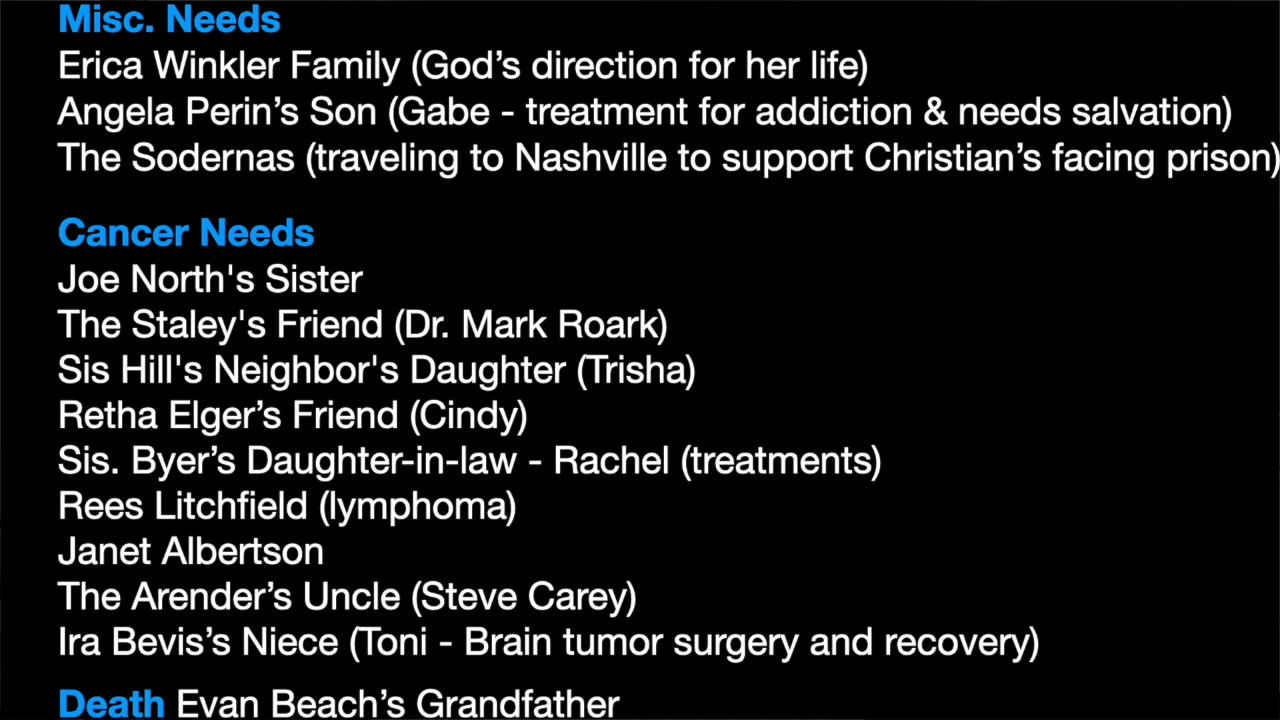 Misc. Needs
Erica Winkler Family (God’s direction for her life)
Angela Perin’s Son (Gabe - treatment for addiction & needs salvation)
The Sodernas (traveling to Nashville to support Christian’s facing prison)
Cancer Needs
Joe North's Sister
The Staley's Friend (Dr. Mark Roark)
Sis Hill's Neighbor's Daughter (Trisha)
Retha Elger’s Friend (Cindy)
Sis. Byer’s Daughter-in-law - Rachel (treatments)
Rees Litchfield (lymphoma)
Janet Albertson
The Arender’s Uncle (Steve Carey)
Ira Bevis’s Niece (Toni - Brain tumor surgery and recovery)
Death Evan Beach’s Grandfather